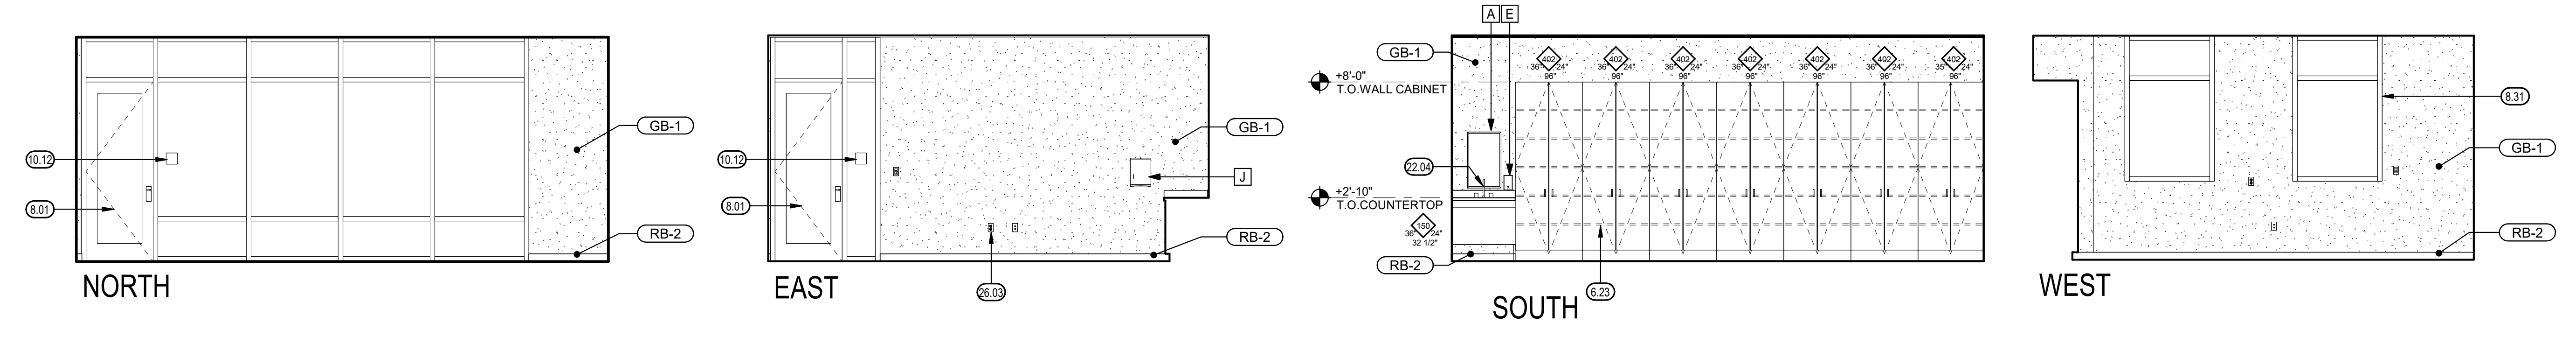 GB-1
10.12
8.01
RB-2
NORTH
10.12
8.01
GB-1
J
RB-2
26.03
EAST
A E
GB-1
+8'-0"
T.O.WALL CABINET
402
36" 24"
96"
402
36" 24"
96"
402
36" 24"
96"
402
36" 24"
96"
402
36" 24"
96"
402
36" 24"
96"
402
35" 24"
96"
22.04
+2'-10"
T.O.COUNTERTOP
150
36" 24"
32 1/2"
RB-2
6.23
SOUTH
8.31
GB-1
RB-2
WEST